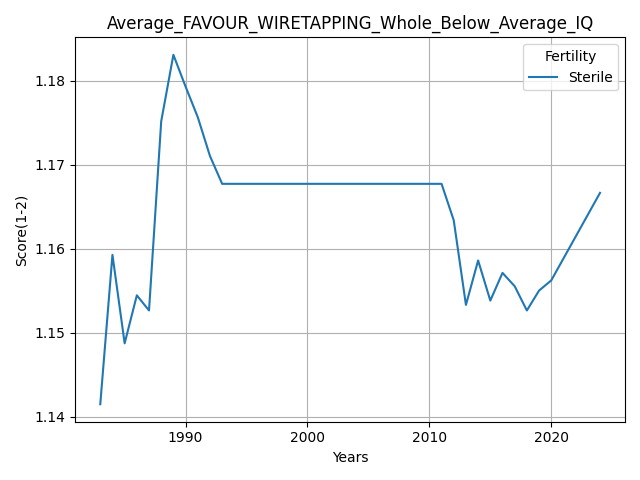 Average_FAVOUR_WIRETAPPING_Whole_Below_Average_IQ
Fertility
Sterile
Score(1-2)
1.18
1.17
1.16
1.15
1.14
1990
2000
2010
2020
Years